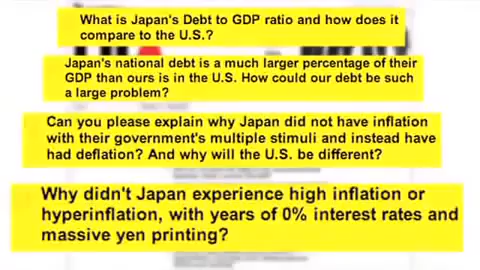 What is Japan's Debt to GDP ratio and how does it
compare to the U.S.?
Japan's national debt is a much larger percentage of their
GDP than ours is in the U.S. How could our debt be such
a large problem?
Can you please explain why Japan did not have inflation
with their government's multiple stimuli and instead have
had deflation? And why will the U.S. be different?
Why didn't Japan experience high inflation or
hyperinflation, with years of 0% interest rates and
massive yen printing?